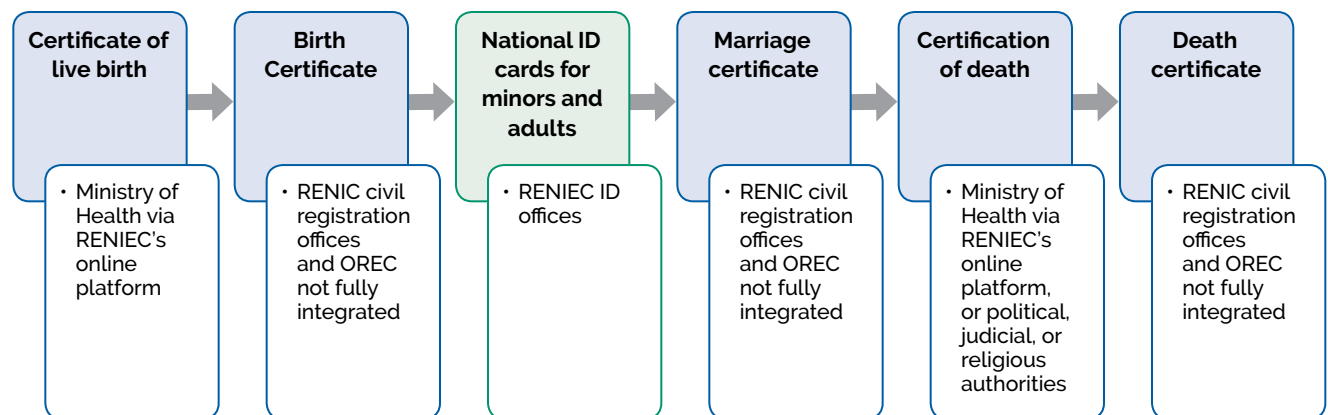 Certificate of
live birth
Birth
Certificate
National ID
cards for
minors and
adults
Marriage
certificate
Certification
of death
Death
certificate
• Ministry of
Health via
RENIEC’s
online
platform
• RENIC civil
registration
offices
and OREC
not fully
integrated
• RENIEC ID
offices
• RENIC civil
registration
offices
and OREC
not fully
integrated
• Ministry of
Health via
RENIEC’s
online
platform,
or political,
judicial, or
religious
authorities
• RENIC civil
registration
offices
and OREC
not fully
integrated